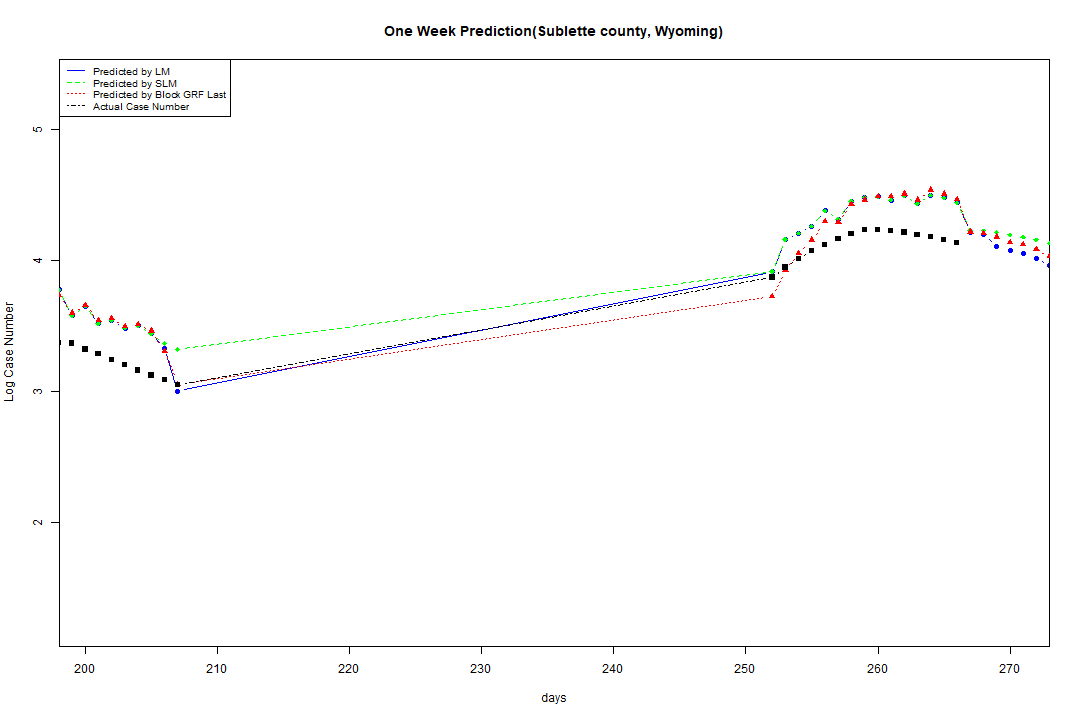 One Week Prediction(Sublette county, Wyoming)
Predicted by LM
Predicted by SLM
Predicted by Block GRF Last
Actual Case Number
5
4
3
2
Log Case Number
200 210 220 230 240 250 260 270
days